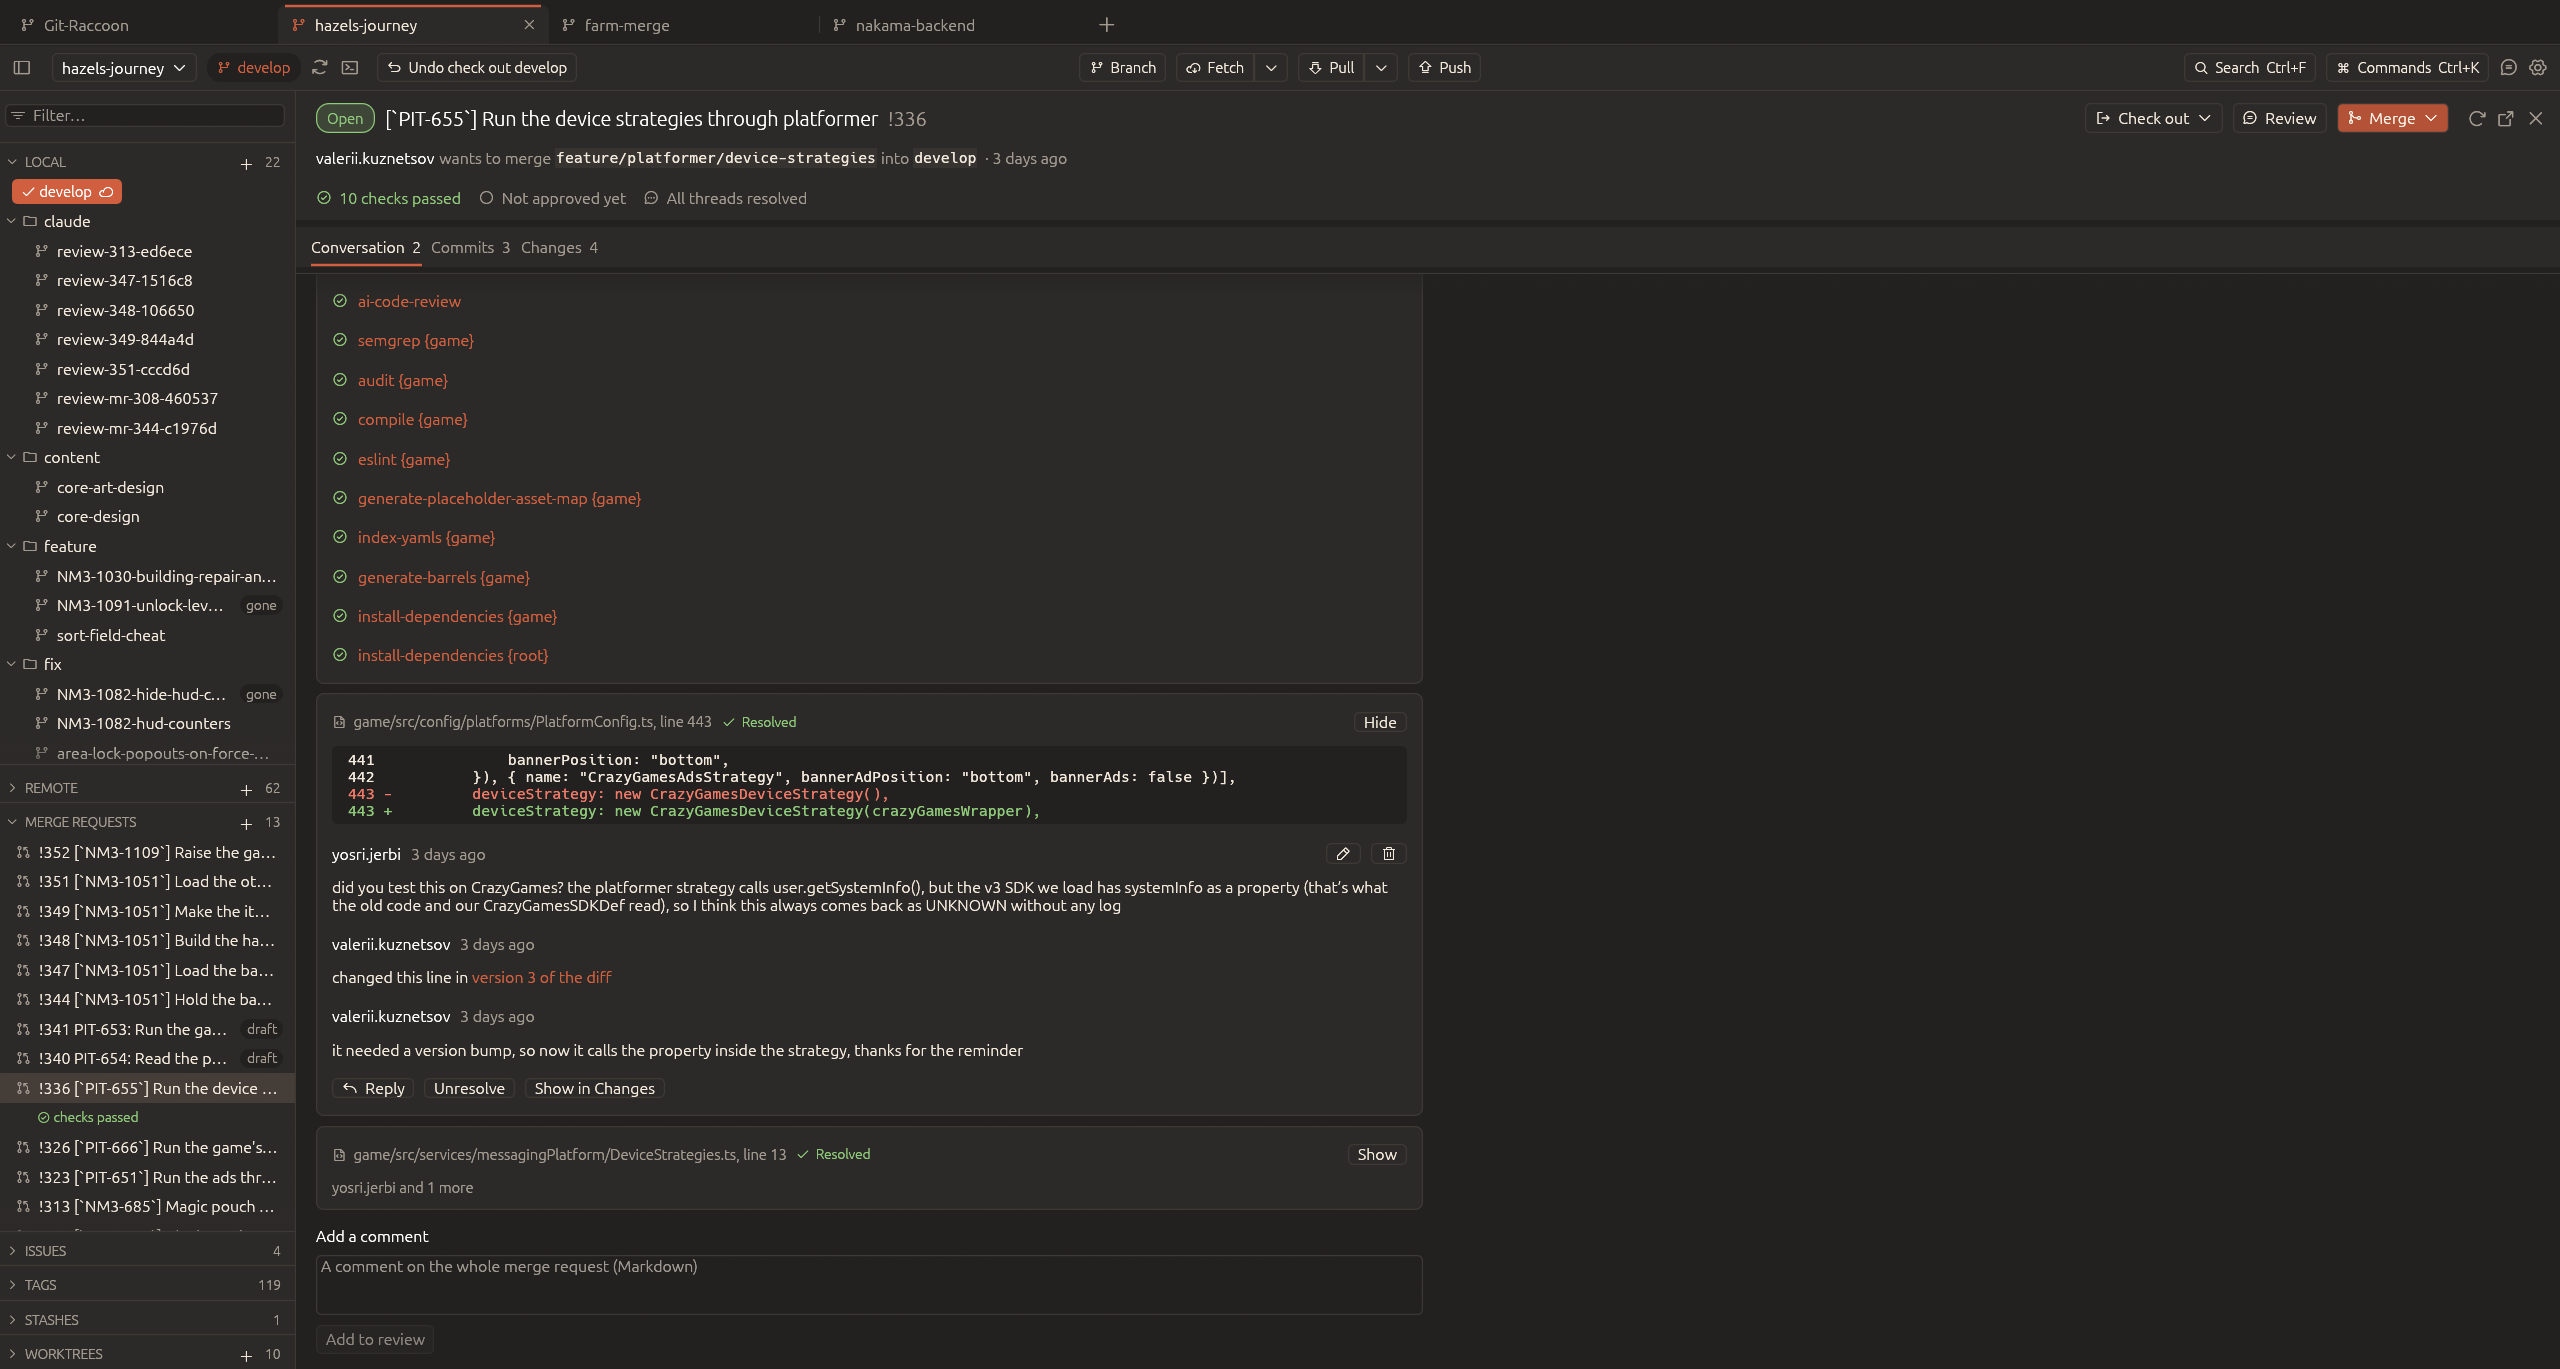 Git-Raccoon
hazels-journey
farm-merge
nakama-backend
hazels-journey
develop
Undo check out develop
Branch
Fetch
Pull
Push
Search Ctrl+F
Commands Ctrl+K
Filter...
LOCAL 22
develop
claude
review-313-ed6ece
review-347-1516c8
review-348-106650
review-349-844a4d
review-351-cccd6d
review-mr-308-460537
review-mr-344-c1976d
content
core-art-design
core-design
feature
NM3-1030-building-repair-an...
NM3-1091-unlock-lev... gone
sort-field-cheat
fix
NM3-1082-hide-hud-c... gone
NM3-1082-hud-counters
area-lock-popouts-on-force-...
REMOTE 62
MERGE REQUESTS 13
!352 [`NM3-1109`] Raise the ga...
!351 [`NM3-1051`] Load the ot...
!349 [`NM3-1051`] Make the it...
!348 [`NM3-1051`] Build the ha...
!347 [`NM3-1051`] Load the ba...
!344 [`NM3-1051`] Hold the ba...
!341 PIT-653: Run the ga... draft
!340 PIT-654: Read the p... draft
!336 [`PIT-655`] Run the device ...
checks passed
!326 [`PIT-666`] Run the game's...
!323 [`PIT-651`] Run the ads thr...
!313 [`NM3-685`] Magic pouch ...
ISSUES 4
TAGS 119
STASHES 1
WORKTREES 10
Open [`PIT-655`] Run the device strategies through platformer !336
Check out
Review
Merge
valerii.kuznetsov wants to merge feature/platformer/device-strategies into develop · 3 days ago
10 checks passed Not approved yet All threads resolved
Conversation 2 Commits 3 Changes 4
ai-code-review
semgrep {game}
audit {game}
compile {game}
eslint {game}
generate-placeholder-asset-map {game}
index-yamls {game}
generate-barrels {game}
install-dependencies {game}
install-dependencies {root}
game/src/config/platforms/PlatformConfig.ts, line 443 Resolved Hide
441 bannerPosition: "bottom",
442 }), { name: "CrazyGamesAdsStrategy", bannerAdPosition: "bottom", bannerAds: false })],
443 - deviceStrategy: new CrazyGamesDeviceStrategy(),
443 + deviceStrategy: new CrazyGamesDeviceStrategy(crazyGamesWrapper),
yosri.jerbi 3 days ago
did you test this on CrazyGames? the platformer strategy calls user.getSystemInfo(), but the v3 SDK we load has systemInfo as a property (that's what
the old code and our CrazyGamesSDKDef read), so I think this always comes back as UNKNOWN without any log
valerii.kuznetsov 3 days ago
changed this line in version 3 of the diff
valerii.kuznetsov 3 days ago
it needed a version bump, so now it calls the property inside the strategy, thanks for the reminder
Reply Unresolve Show in Changes
game/src/services/messagingPlatform/DeviceStrategies.ts, line 13 Resolved Show
yosri.jerbi and 1 more
Add a comment
A comment on the whole merge request (Markdown)
Add to review